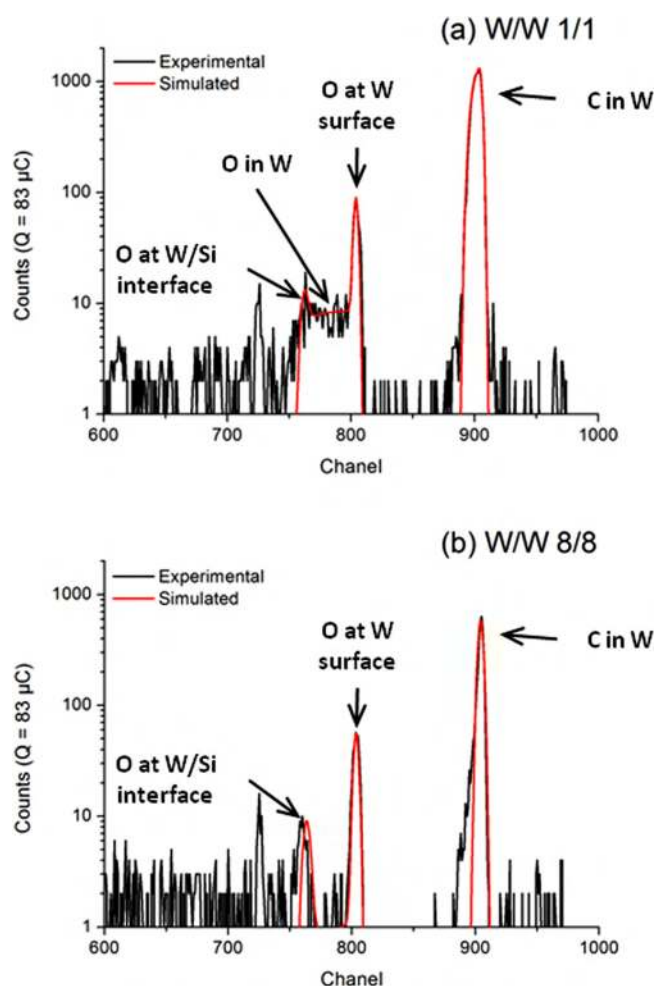 (a) W/W 1/1
Experimental
Simulated
O at W
surface
C in W
O in W
O at W/Si
interface
Counts (Q = 83 µC)
1000
100
10
1
600 700 800 900 1000
Chanel
(b) W/W 8/8
Experimental
Simulated
O at W
surface
C in W
O at W/Si
interface
Counts (Q = 83 µC)
1000
100
10
1
600 700 800 900 1000
Chanel